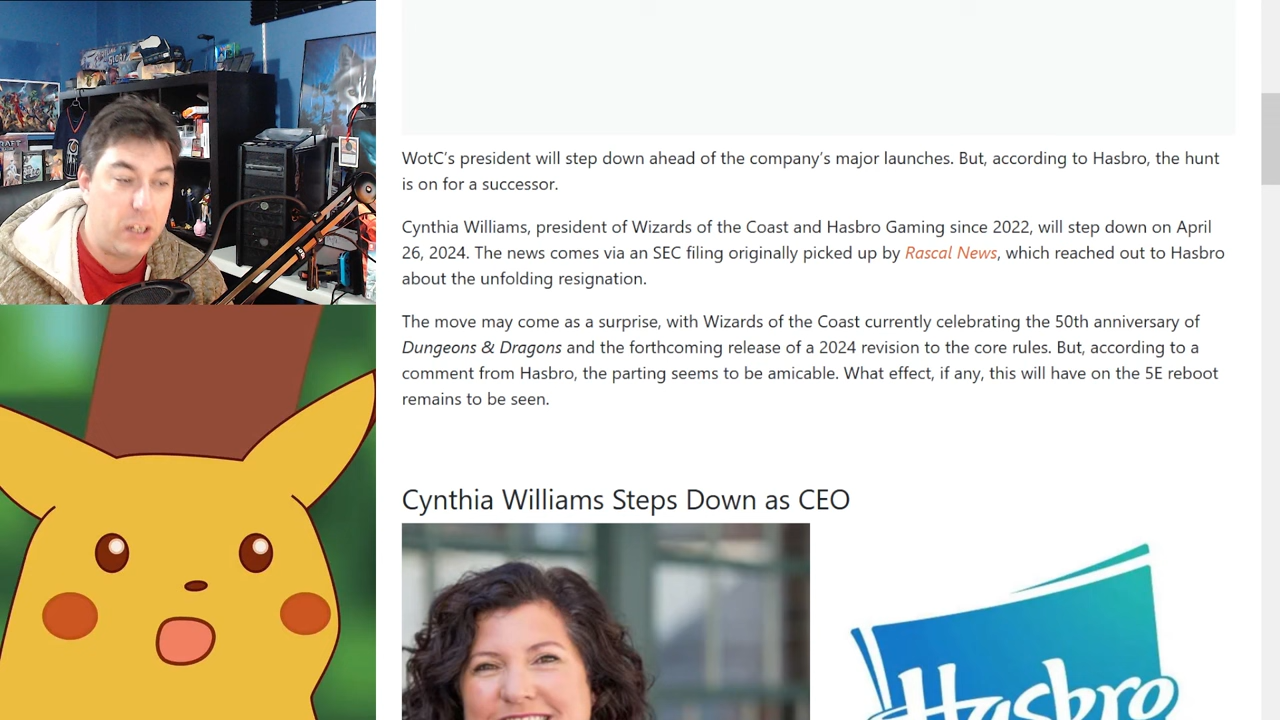 WotC’s president will step down ahead of the company’s major launches. But, according to Hasbro, the hunt
is on for a successor.
Cynthia Williams, president of Wizards of the Coast and Hasbro Gaming since 2022, will step down on April
26, 2024. The news comes via an SEC filing originally picked up by Rascal News, which reached out to Hasbro
about the unfolding resignation.
The move may come as a surprise, with Wizards of the Coast currently celebrating the 50th anniversary of
Dungeons & Dragons and the forthcoming release of a 2024 revision to the core rules. But, according to a
comment from Hasbro, the parting seems to be amicable. What effect, if any, this will have on the 5E reboot
remains to be seen.
Cynthia Williams Steps Down as CEO
Hasbro